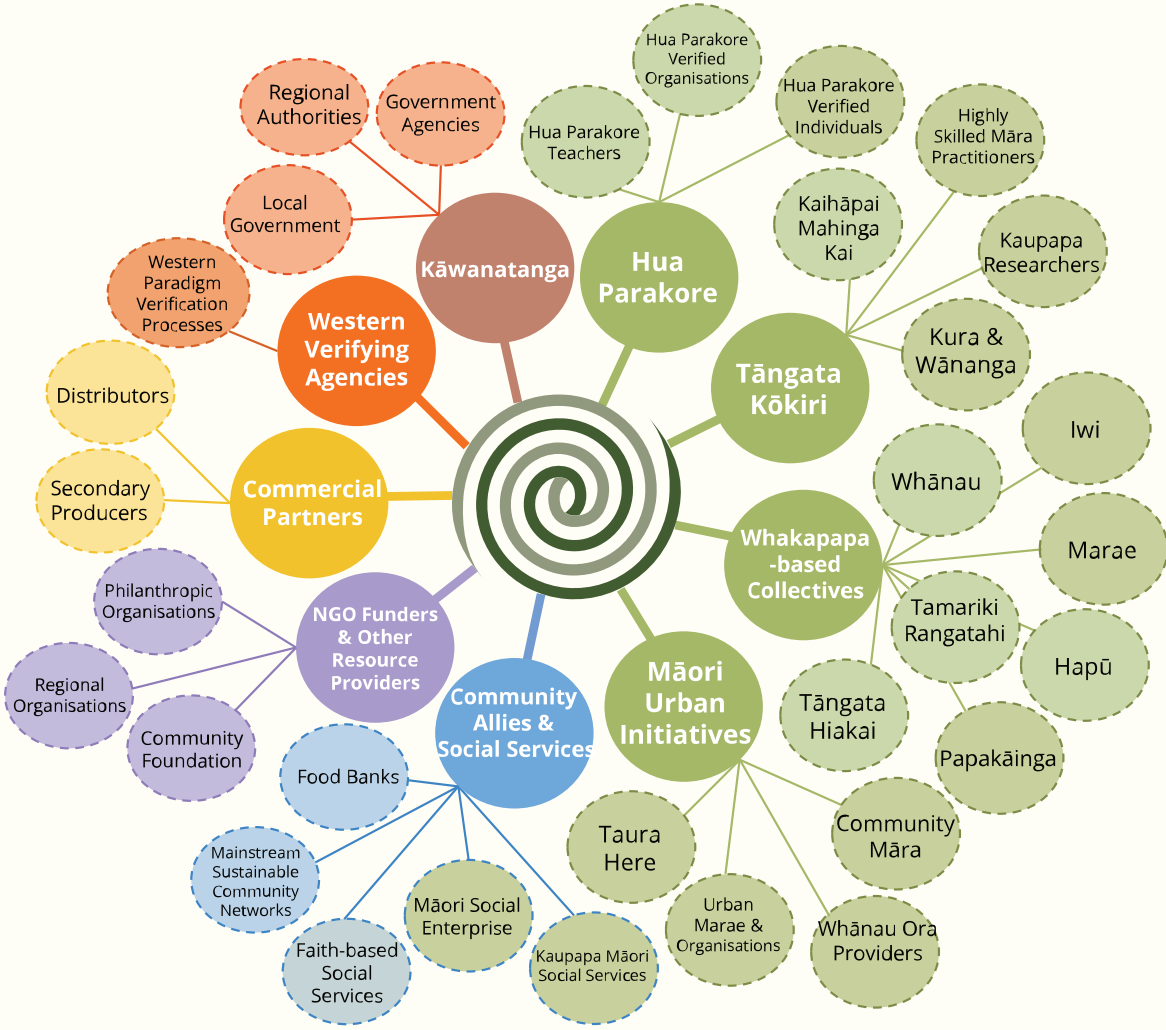 Hua Parakore
Verified
Organisations
Regional
Authorities
Government
Agencies
Hua Parakore
Verified
Individuals
Hua Parakore
Teachers
Highly
Skilled Māra
Practitioners
Local
Government
Kaihāpai
Mahinga
Kai
Kaupapa
Researchers
Western
Paradigm
Verification
Processes
Kāwanatanga
Hua
Parakore
Western
Verifying
Agencies
Kura &
Wānanga
Tāngata
Kōkiri
Distributors
Iwi
Whānau
Commercial
Partners
Secondary
Producers
Whakapapa
-based
Collectives
Marae
Philanthropic
Organisations
NGO Funders
& Other
Resource
Providers
Tamariki
Rangatahi
Hapū
Regional
Organisations
Community
Foundation
Community
Allies &
Social Services
Māori
Urban
Initiatives
Tāngata
Hiakai
Papakāinga
Food Banks
Taura
Here
Community
Māra
Mainstream
Sustainable
Community
Networks
Māori Social
Enterprise
Urban
Marae &
Organisations
Whānau Ora
Providers
Faith-based
Social
Services
Kaupapa Māori
Social Services